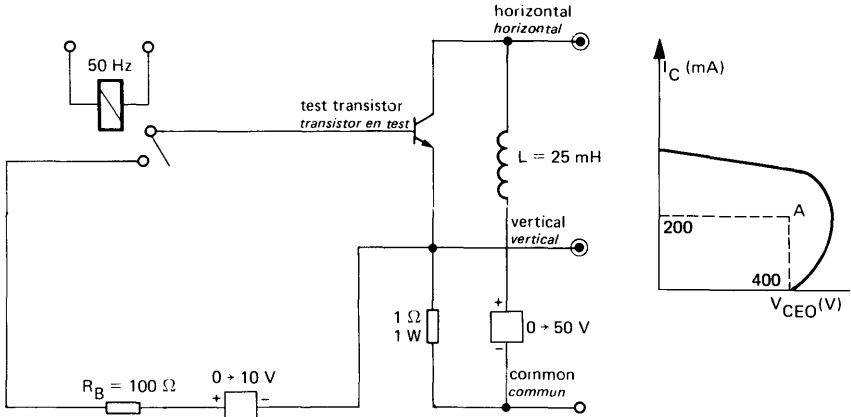 horizontal
horizontal
50 Hz
test transistor
transistor en test
L = 25 mH
vertical
vertical
1 Ω
1 W
+
0 → 50 V
−
common
commun
R_B = 100 Ω
0 → 10 V
+ −
I_C (mA)
A
200
400
V_CEO (V)